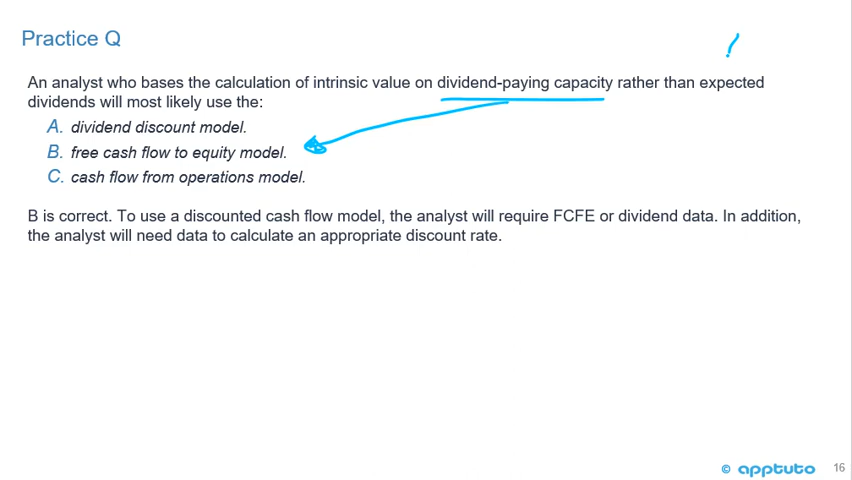 Practice Q
An analyst who bases the calculation of intrinsic value on dividend-paying capacity rather than expected
dividends will most likely use the:
A. dividend discount model.
B. free cash flow to equity model.
C. cash flow from operations model.
B is correct. To use a discounted cash flow model, the analyst will require FCFE or dividend data. In addition,
the analyst will need data to calculate an appropriate discount rate.
© apptuto 16